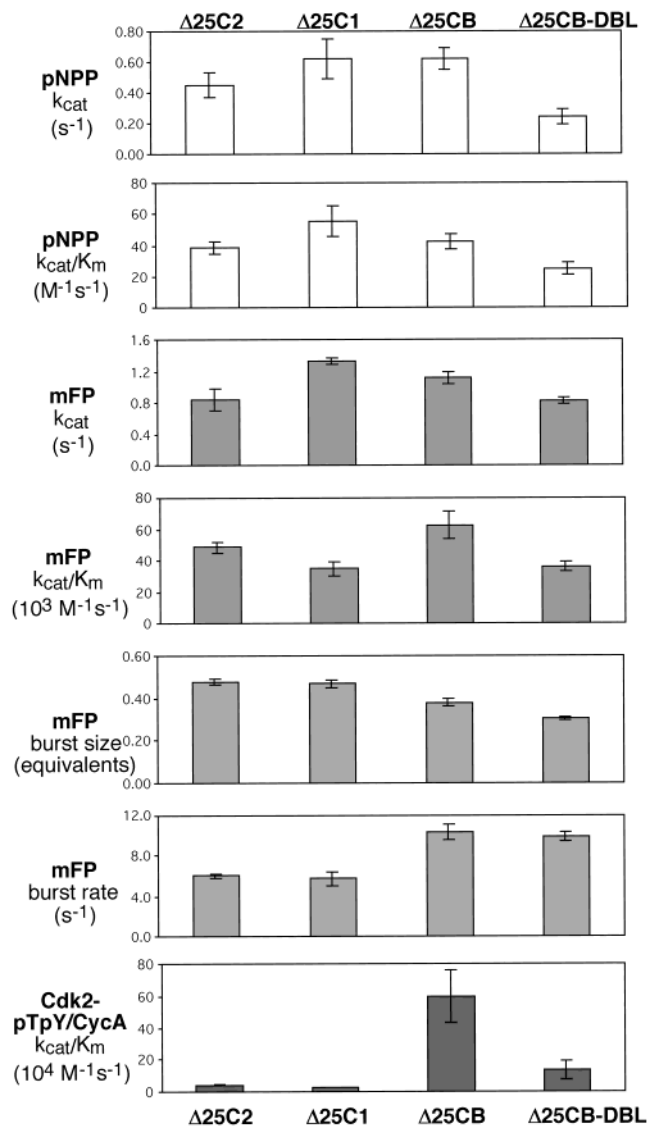 Δ25C2 Δ25C1 Δ25CB Δ25CB-DBL
pNPP
kcat
(s-1)
0.80
0.60
0.40
0.20
0.00
pNPP
kcat/Km
(M-1s-1)
80
60
40
20
0
mFP
kcat
(s-1)
1.6
1.2
0.8
0.4
0.0
mFP
kcat/Km
(103 M-1s-1)
80
60
40
20
0
mFP
burst size
(equivalents)
0.60
0.40
0.20
0.00
mFP
burst rate
(s-1)
12.0
8.0
4.0
0.0
Cdk2-
pTpY/CycA
kcat/Km
(104 M-1s-1)
80
60
40
20
0
Δ25C2 Δ25C1 Δ25CB Δ25CB-DBL